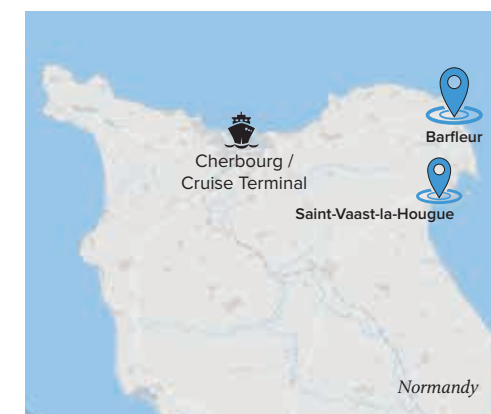 Barfleur
Cherbourg /
Cruise Terminal
Saint-Vaast-la-Hougue
Normandy